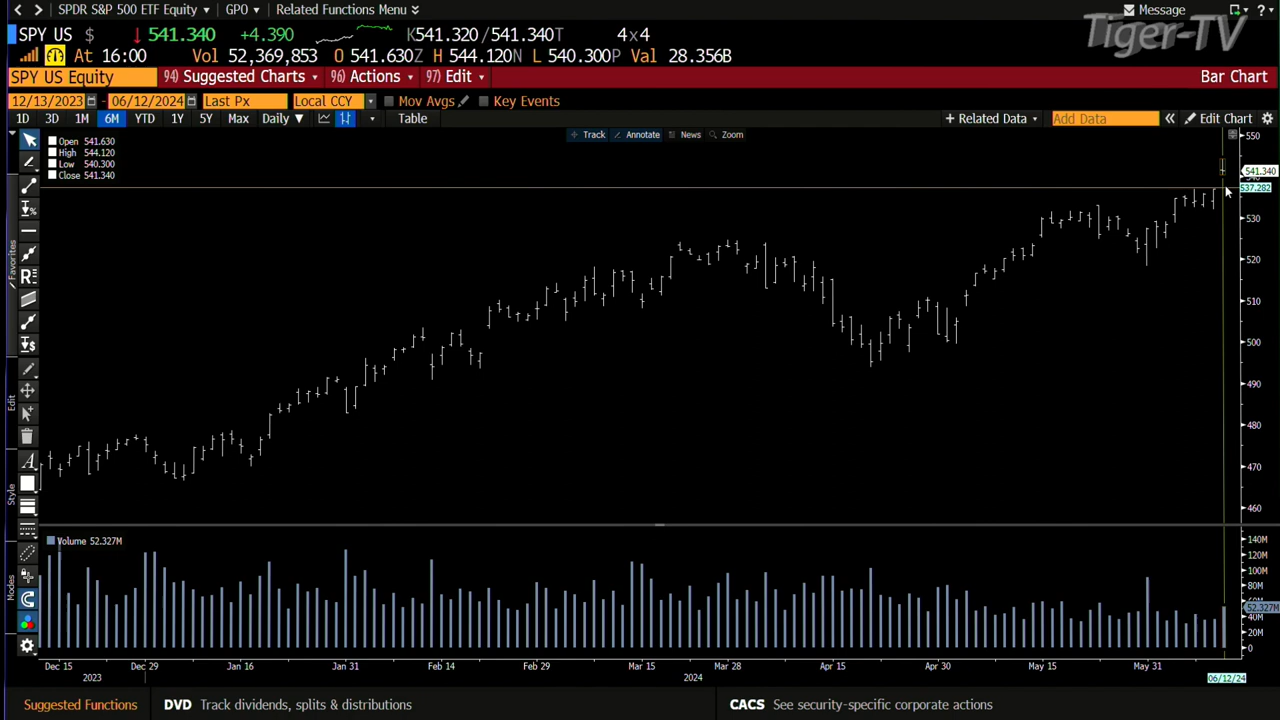 SPDR S&P 500 ETF Equity GPO Related Functions Menu Message ?
Tiger-TV
SPY US $ ↓541.340 +4.390 K541.320/541.340T 4x4
At 16:00 Vol 52,369,853 O 541.630Z H 544.120N L 540.300P Val 28.356B
SPY US Equity 94) Suggested Charts 96) Actions 97) Edit Bar Chart
12/13/2023 - 06/12/2024 Last Px Local CCY Mov Avgs Key Events
1D 3D 1M 6M YTD 1Y 5Y Max Daily ▼ Table + Related Data Add Data « Edit Chart
Track Annotate News Zoom
Open 541.630
High 544.120
Low 540.300
Close 541.340
550
541.340
540
537.282
530
520
510
500
490
480
470
460
Favorites
Edit
Style
Modes
Volume 52.327M
140M
120M
100M
80M
60M
52.327M
40M
20M
0
Dec 15 Dec 29 Jan 16 Jan 31 Feb 14 Feb 29 Mar 15 Mar 28 Apr 15 Apr 30 May 15 May 31
2023 2024 06/12/24
Suggested Functions DVD Track dividends, splits & distributions CACS See security-specific corporate actions